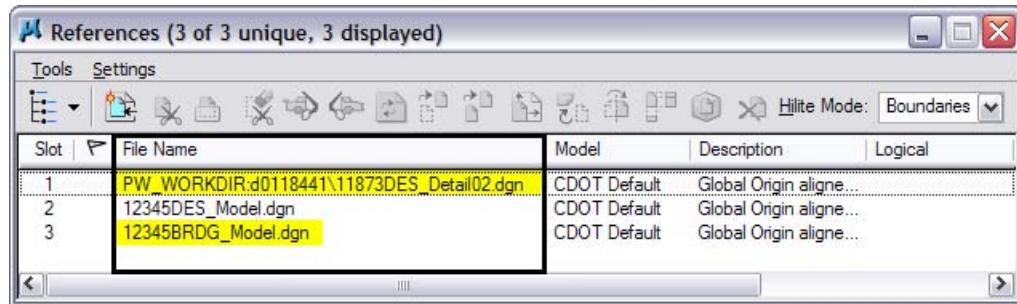 References (3 of 3 unique, 3 displayed)
Tools Settings
Hilite Mode: Boundaries
Slot File Name Model Description Logical
1 PW_WORKDIR:d0118441\11873DES_Detail02.dgn CDOT Default Global Origin aligne...
2 12345DES_Model.dgn CDOT Default Global Origin aligne...
3 12345BRDG_Model.dgn CDOT Default Global Origin aligne...